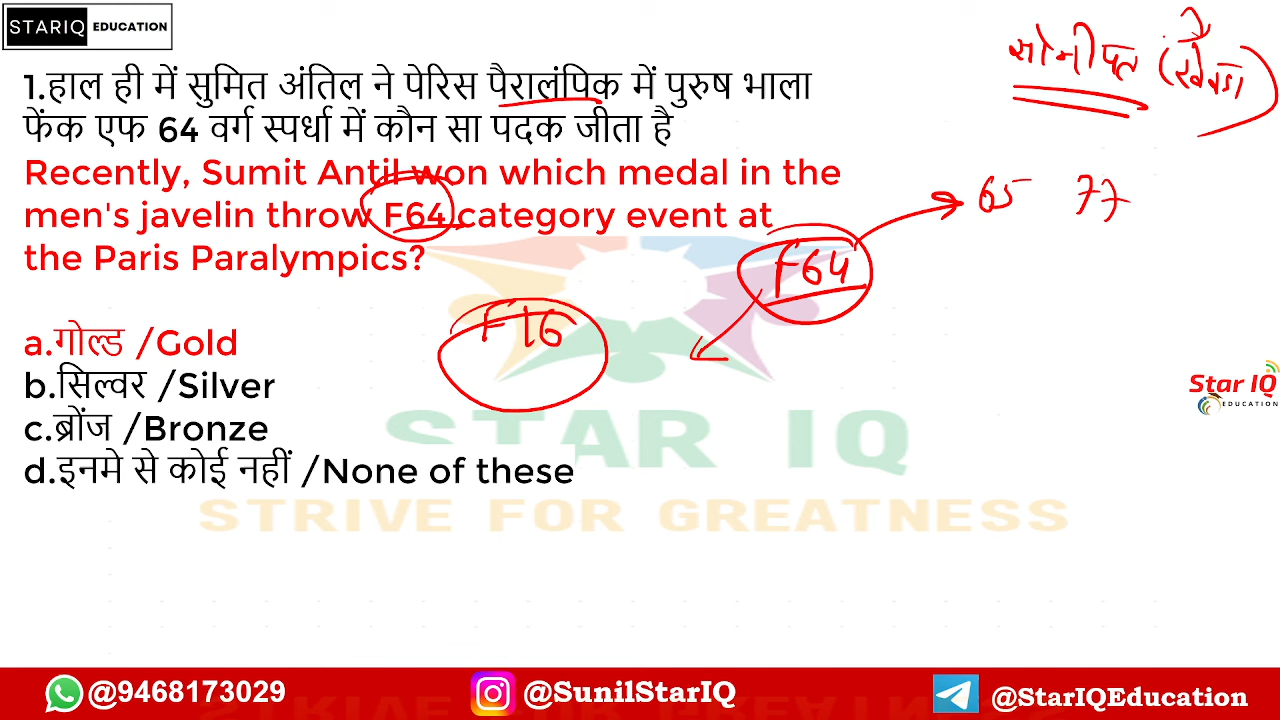 STARIQ EDUCATION
सोनीपत (खेवड़ा)
1.हाल ही में सुमित अंतिल ने पेरिस पैरालंपिक में पुरुष भाला
फेंक एफ 64 वर्ग स्पर्धा में कौन सा पदक जीता है
Recently, Sumit Antil won which medal in the
men's javelin throw F64 category event at
the Paris Paralympics?
65 77
F64
F16
a.गोल्ड /Gold
b.सिल्वर /Silver
c.ब्रोंज /Bronze
d.इनमे से कोई नहीं /None of these
Star IQ
EDUCATION
STAR IQ
STRIVE FOR GREATNESS
@9468173029 @SunilStarIQ @StarIQEducation